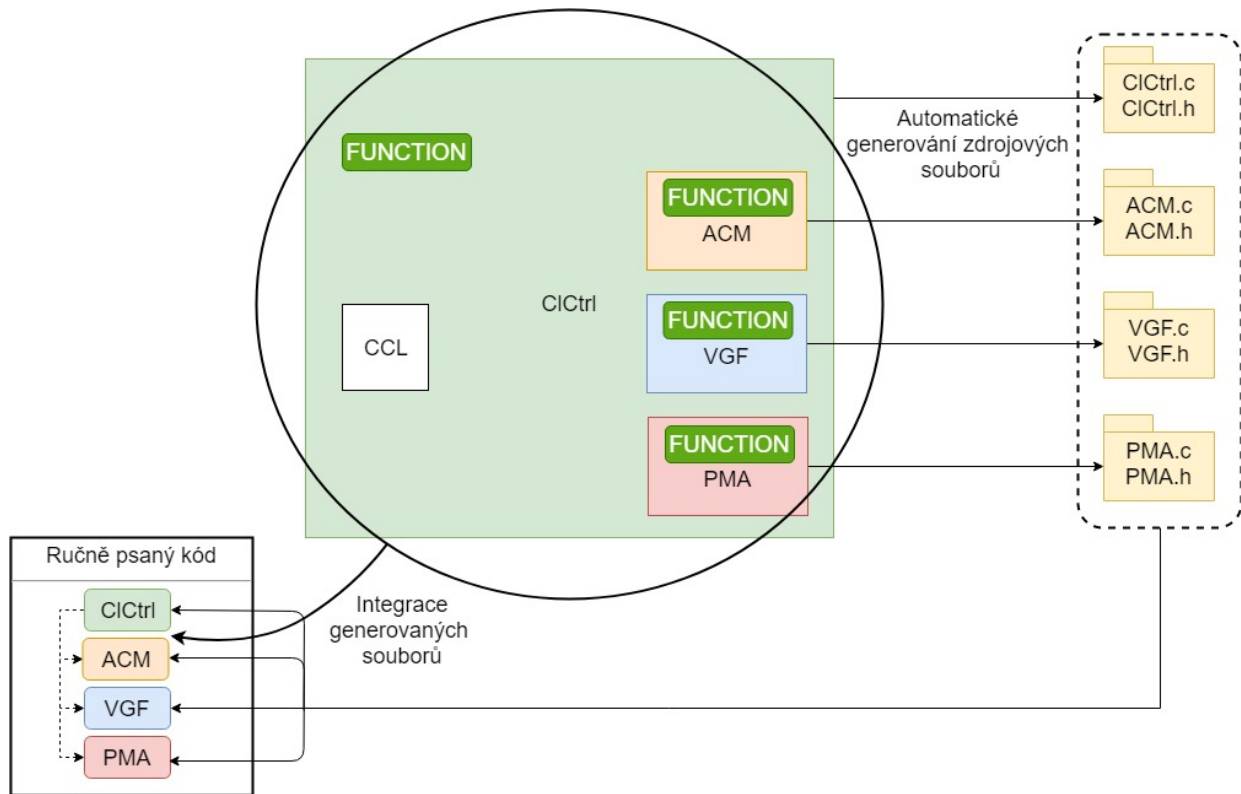 FUNCTION
ClCtrl.c
ClCtrl.h
Automatické
generování zdrojových
souborů
FUNCTION
ACM
ACM.c
ACM.h
ClCtrl
CCL
FUNCTION
VGF
VGF.c
VGF.h
FUNCTION
PMA
PMA.c
PMA.h
Ručně psaný kód
ClCtrl
ACM
VGF
PMA
Integrace
generovaných
souborů